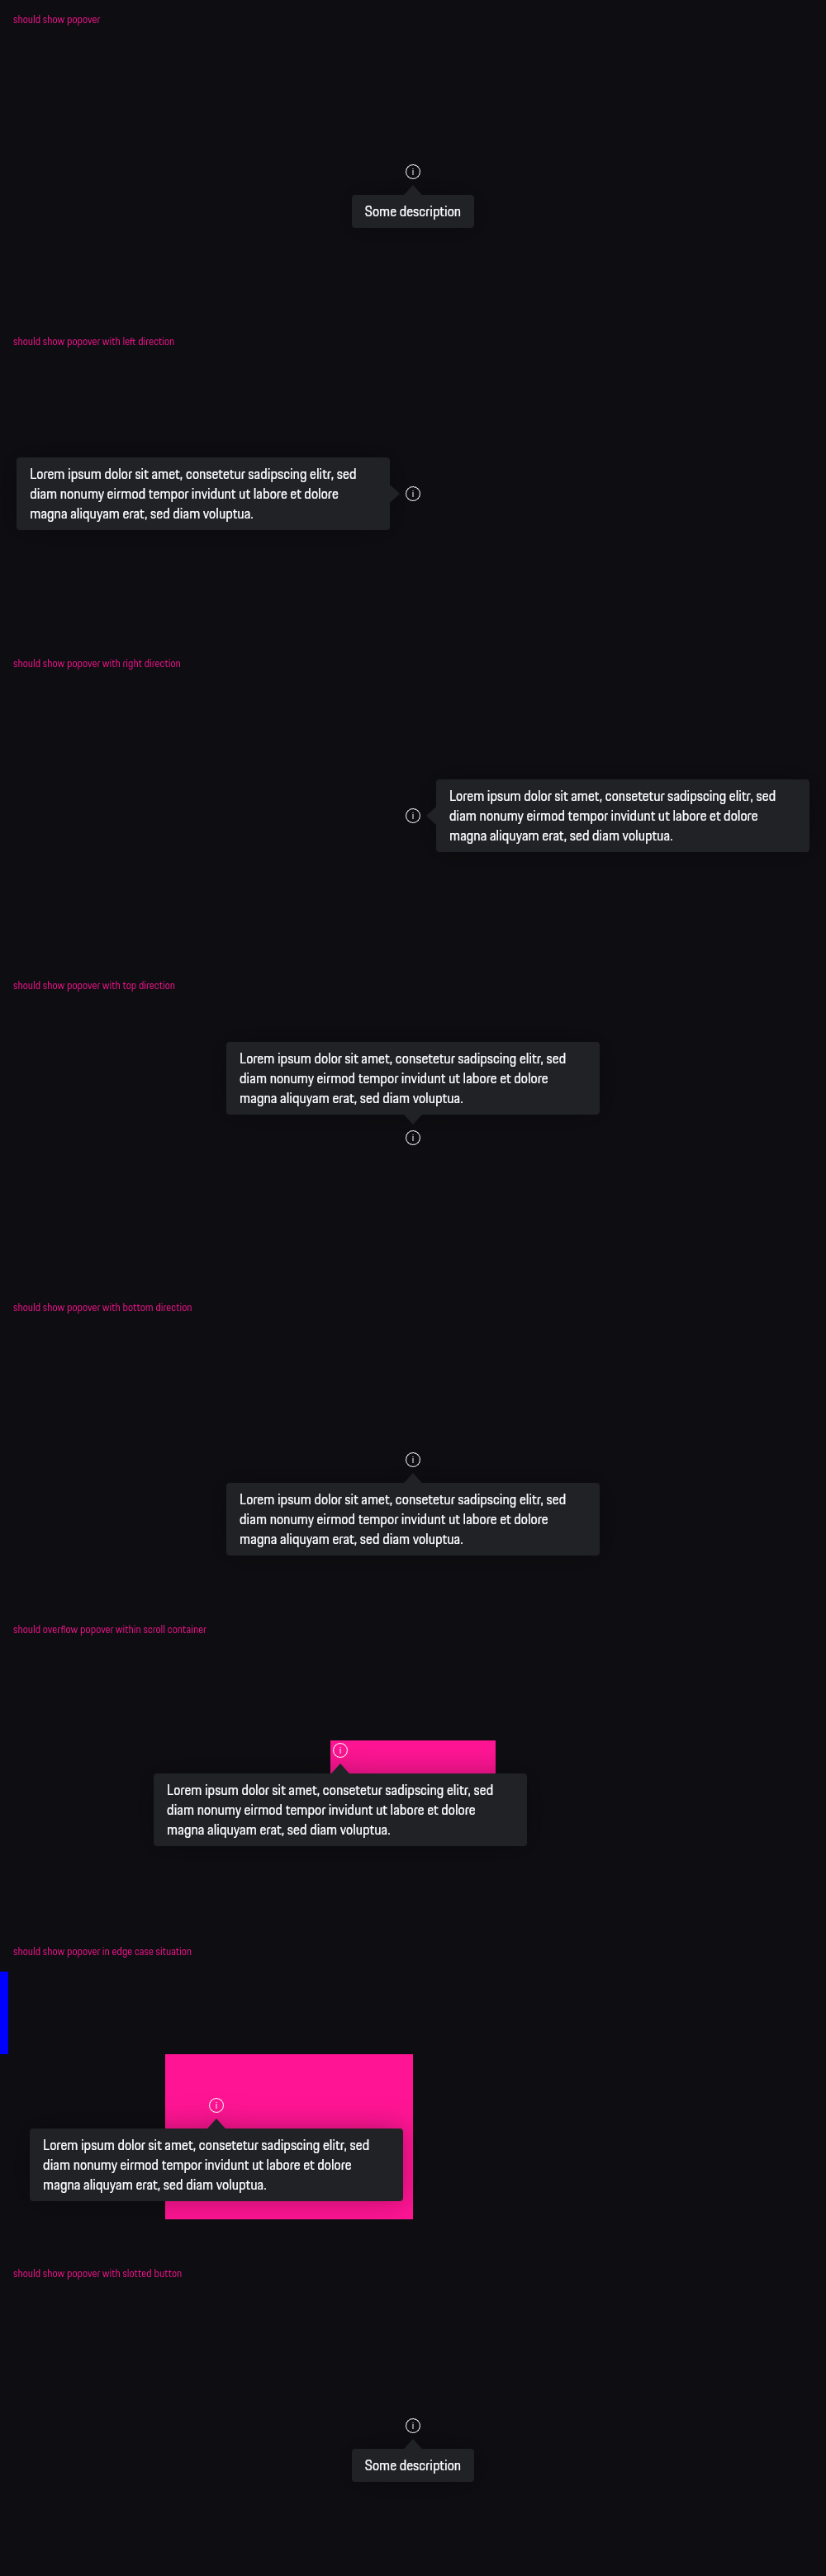 should show popover
Some description
should show popover with left direction
Lorem ipsum dolor sit amet, consetetur sadipscing elitr, sed
diam nonumy eirmod tempor invidunt ut labore et dolore
magna aliquyam erat, sed diam voluptua.
should show popover with right direction
Lorem ipsum dolor sit amet, consetetur sadipscing elitr, sed
diam nonumy eirmod tempor invidunt ut labore et dolore
magna aliquyam erat, sed diam voluptua.
should show popover with top direction
Lorem ipsum dolor sit amet, consetetur sadipscing elitr, sed
diam nonumy eirmod tempor invidunt ut labore et dolore
magna aliquyam erat, sed diam voluptua.
should show popover with bottom direction
Lorem ipsum dolor sit amet, consetetur sadipscing elitr, sed
diam nonumy eirmod tempor invidunt ut labore et dolore
magna aliquyam erat, sed diam voluptua.
should overflow popover within scroll container
Lorem ipsum dolor sit amet, consetetur sadipscing elitr, sed
diam nonumy eirmod tempor invidunt ut labore et dolore
magna aliquyam erat, sed diam voluptua.
should show popover in edge case situation
Lorem ipsum dolor sit amet, consetetur sadipscing elitr, sed
diam nonumy eirmod tempor invidunt ut labore et dolore
magna aliquyam erat, sed diam voluptua.
should show popover with slotted button
Some description